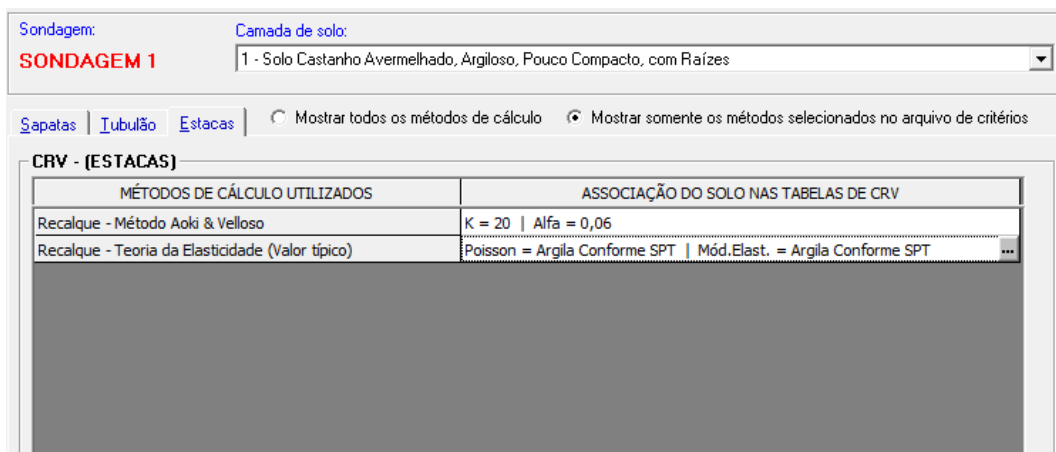 Sondagem: Camada de solo:
SONDAGEM 1 1 - Solo Castanho Avermelhado, Argiloso, Pouco Compacto, com Raízes
Sapatas Tubulão Estacas Mostrar todos os métodos de cálculo Mostrar somente os métodos selecionados no arquivo de critérios
CRV - (ESTACAS)
MÉTODOS DE CÁLCULO UTILIZADOS ASSOCIAÇÃO DO SOLO NAS TABELAS DE CRV
Recalque - Método Aoki & Velloso K = 20 | Alfa = 0,06
Recalque - Teoria da Elasticidade (Valor típico) Poisson = Argila Conforme SPT | Mód.Elast. = Argila Conforme SPT ...